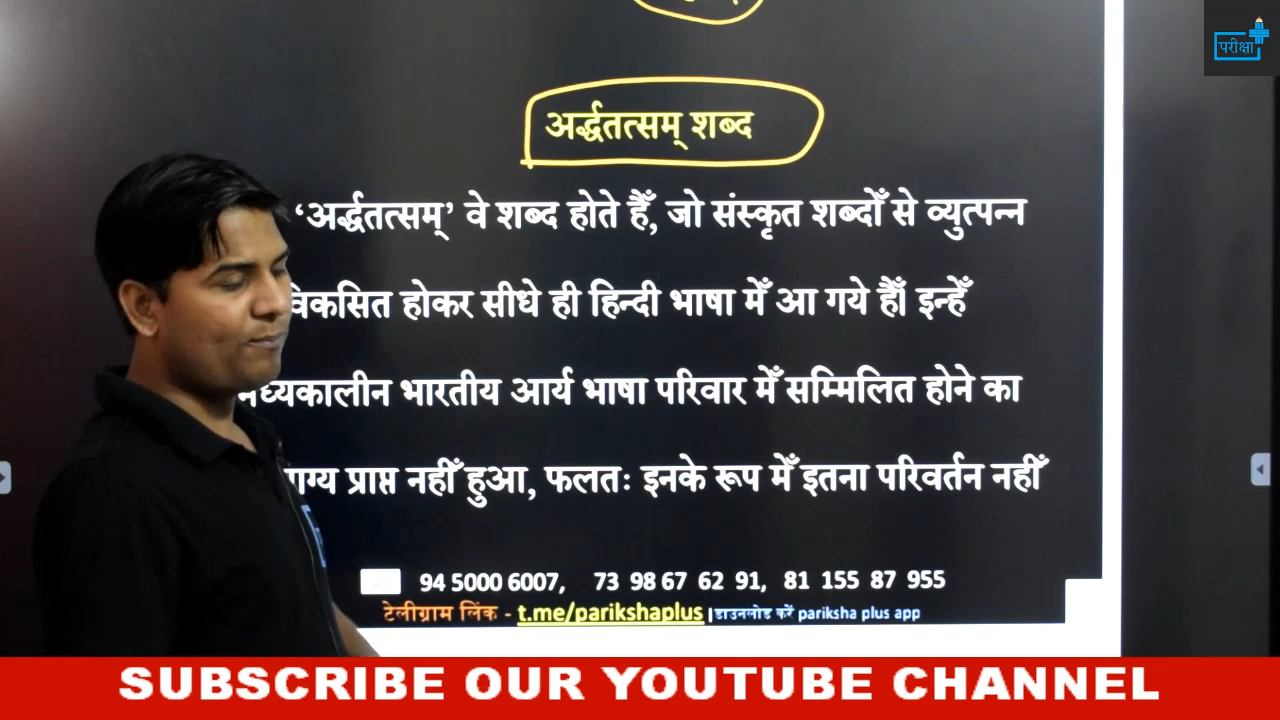 परीक्षा
अर्द्धतत्सम् शब्द
‘अर्द्धतत्सम्’ वे शब्द होते हैँ, जो संस्कृत शब्दोँ से व्युत्पन्न
विकसित होकर सीधे ही हिन्दी भाषा मेँ आ गये हैँ। इन्हेँ
मध्यकालीन भारतीय आर्य भाषा परिवार मेँ सम्मिलित होने का
प्राप्त नहीँ हुआ, फलतः इनके रूप मेँ इतना परिवर्तन नहीँ
94 5000 6007, 73 98 67 62 91, 81 155 87 955
टेलीग्राम लिंक - t.me/parikshaplus |डाउनलोड करें pariksha plus app
SUBSCRIBE OUR YOUTUBE CHANNEL